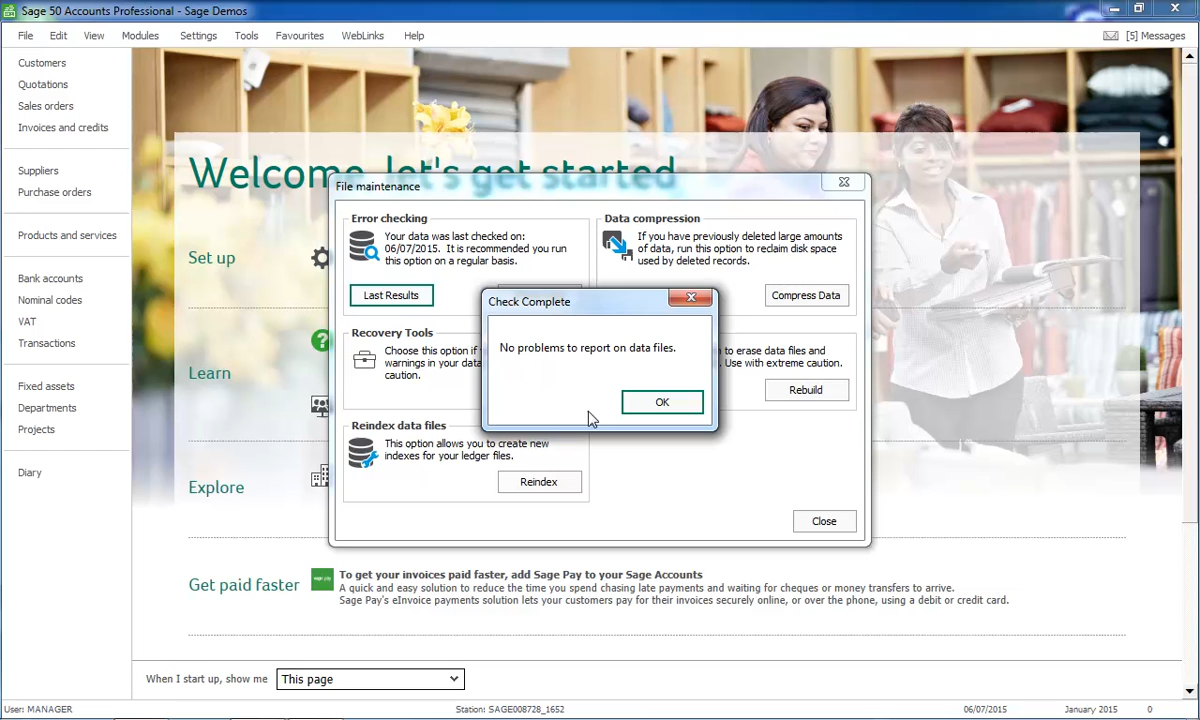 Sage 50 Accounts Professional - Sage Demos
File Edit View Modules Settings Tools Favourites WebLinks Help
[5] Messages
Customers
Quotations
Sales orders
Invoices and credits
Suppliers
Purchase orders
Products and services
Bank accounts
Nominal codes
VAT
Transactions
Fixed assets
Departments
Projects
Diary
Welcome, let's get started
Set up
Learn
Explore
Get paid faster
File maintenance
Error checking
Your data was last checked on:
06/07/2015. It is recommended you run
this option on a regular basis.
Last Results
Data compression
If you have previously deleted large amounts
of data, run this option to reclaim disk space
used by deleted records.
Compress Data
Recovery Tools
Choose this option if
warnings in your data
caution.
to erase data files and
. Use with extreme caution.
Rebuild
Check Complete
No problems to report on data files.
OK
Reindex data files
This option allows you to create new
indexes for your ledger files.
Reindex
Close
To get your invoices paid faster, add Sage Pay to your Sage Accounts
A quick and easy solution to reduce the time you spend chasing late payments and waiting for cheques or money transfers to arrive.
Sage Pay's eInvoice payments solution lets your customers pay for their invoices securely online, or over the phone, using a debit or credit card.
When I start up, show me This page
User: MANAGER
Station: SAGE008728_1652
06/07/2015
January 2015
0